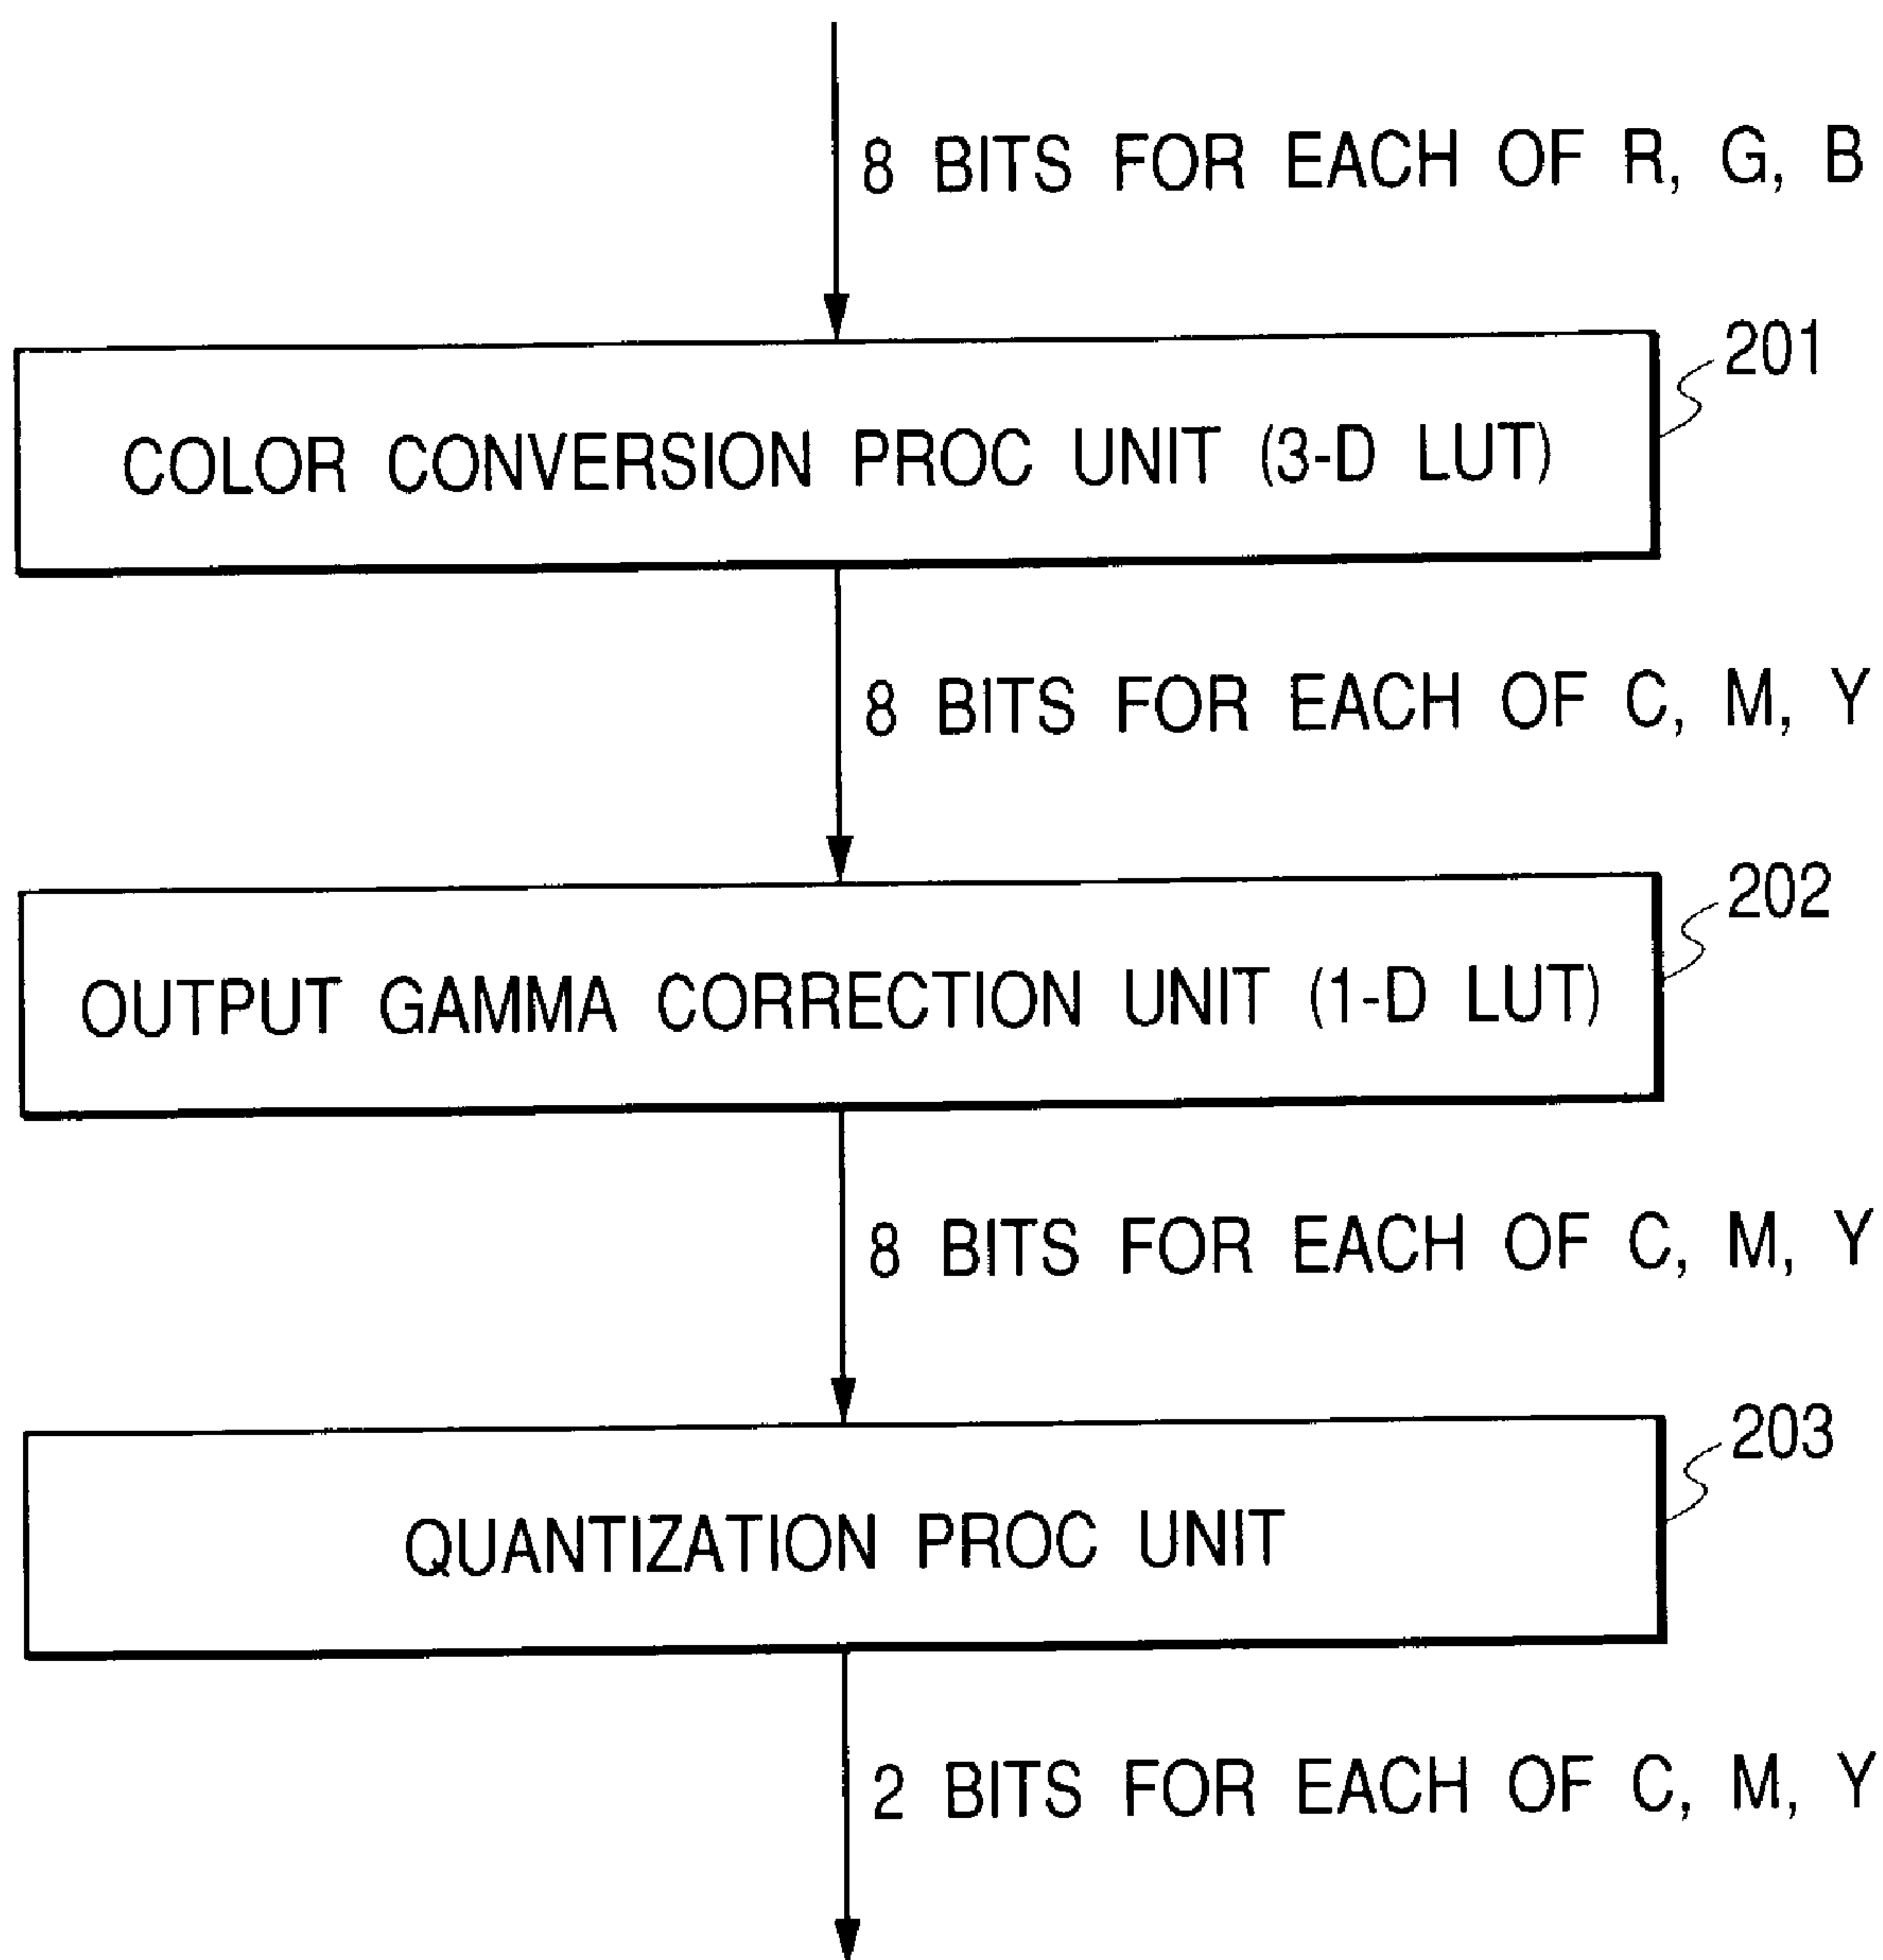 8 BITS FOR EACH OF R, G, B
201
COLOR CONVERSION PROC UNIT (3-D LUT)
8 BITS FOR EACH OF C, M, Y
202
OUTPUT GAMMA CORRECTION UNIT (1-D LUT)
8 BITS FOR EACH OF C, M, Y
203
QUANTIZATION PROC UNIT
2 BITS FOR EACH OF C, M, Y